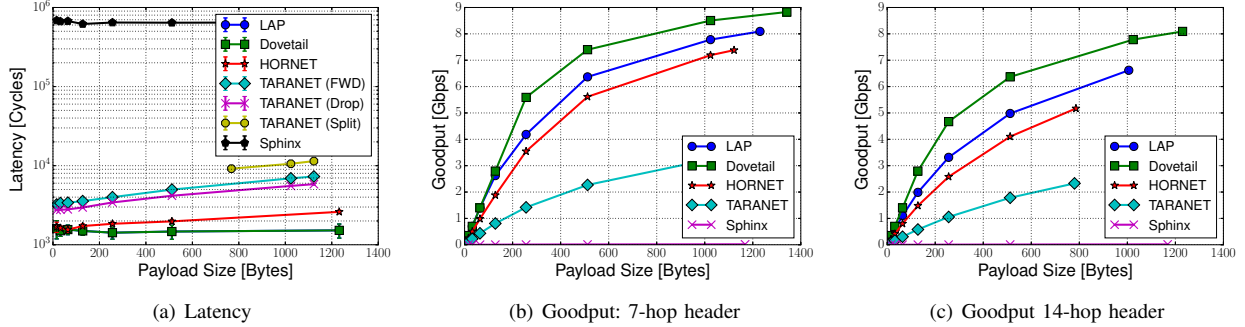 10^6
10^5
10^4
10^3
Latency [Cycles]
0 200 400 600 800 1000 1200 1400
Payload Size [Bytes]
LAP
Dovetail
HORNET
TARANET (FWD)
TARANET (Drop)
TARANET (Split)
Sphinx
(a) Latency
9
8
7
6
5
4
3
2
1
0
Goodput [Gbps]
0 200 400 600 800 1000 1200 1400
Payload Size [Bytes]
LAP
Dovetail
HORNET
TARANET
Sphinx
(b) Goodput: 7-hop header
9
8
7
6
5
4
3
2
1
0
Goodput [Gbps]
0 200 400 600 800 1000 1200 1400
Payload Size [Bytes]
LAP
Dovetail
HORNET
TARANET
Sphinx
(c) Goodput 14-hop header